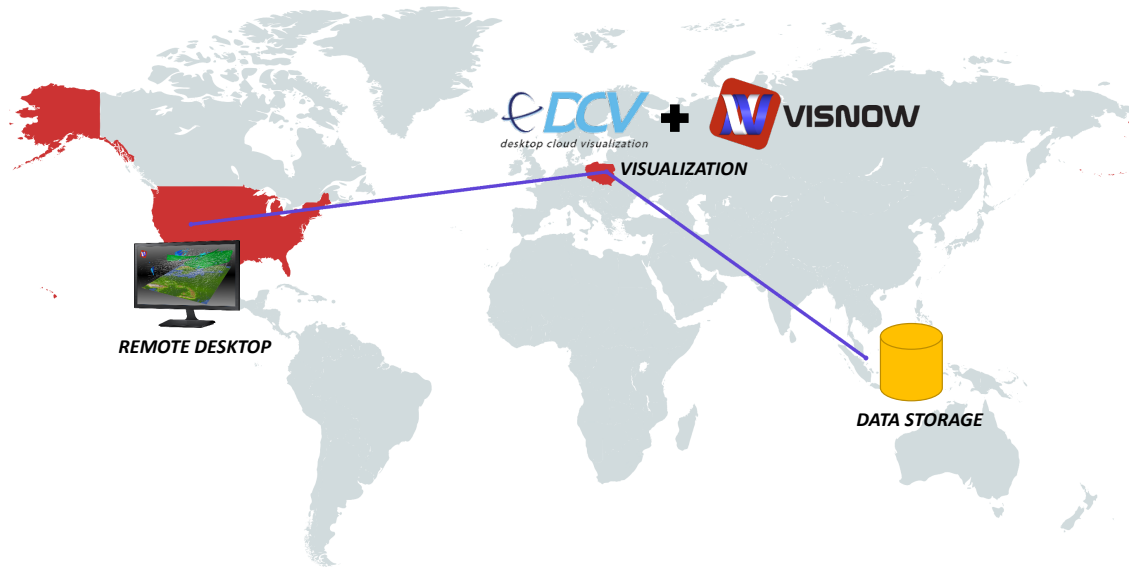 eDCV
desktop cloud visualization
VISNOW
VISUALIZATION
REMOTE DESKTOP
DATA STORAGE